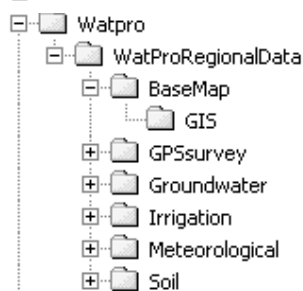 Watpro
WatProRegionalData
BaseMap
GIS
GPSsurvey
Groundwater
Irrigation
Meteorological
Soil